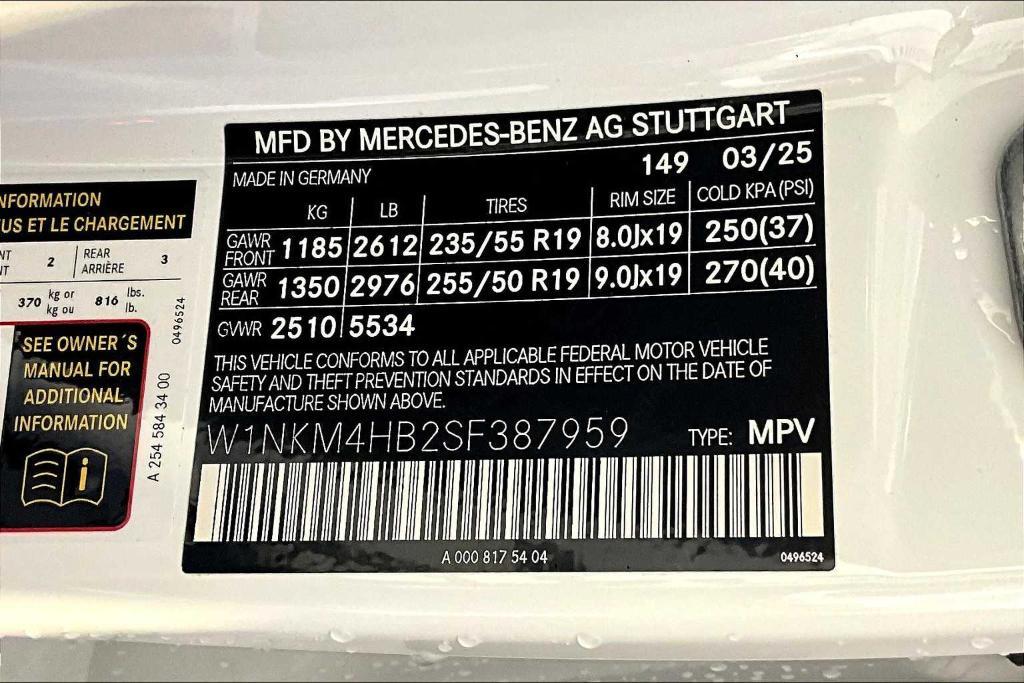 NFORMATION
US ET LE CHARGEMENT
NT 2 REAR 3
NT ARRIÈRE
370 kg or 816 lbs.
kg ou lb.
0496524
SEE OWNER´S
MANUAL FOR
ADDITIONAL
INFORMATION
i
A 254 584 34 00
MFD BY MERCEDES-BENZ AG STUTTGART
149 03/25
MADE IN GERMANY
KG LB TIRES RIM SIZE COLD KPA(PSI)
GAWR FRONT 1185 2612 235/55 R19 8.0Jx19 250(37)
GAWR REAR 1350 2976 255/50 R19 9.0Jx19 270(40)
GVWR 2510 5534
THIS VEHICLE CONFORMS TO ALL APPLICABLE FEDERAL MOTOR VEHICLE
SAFETY AND THEFT PREVENTION STANDARDS IN EFFECT ON THE DATE OF
MANUFACTURE SHOWN ABOVE.
W1NKM4HB2SF387959 TYPE: MPV
A 000 817 54 04 0496524